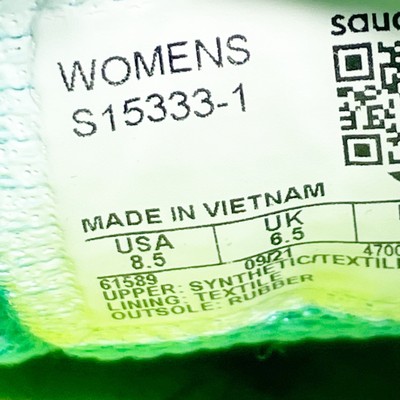 sauc
WOMENS
S15333-1
MADE IN VIETNAM
USA UK
8.5 6.5
61589 09/21 4700
UPPER: SYNTHETIC/TEXTILE
LINING: TEXTILE
OUTSOLE: RUBBER